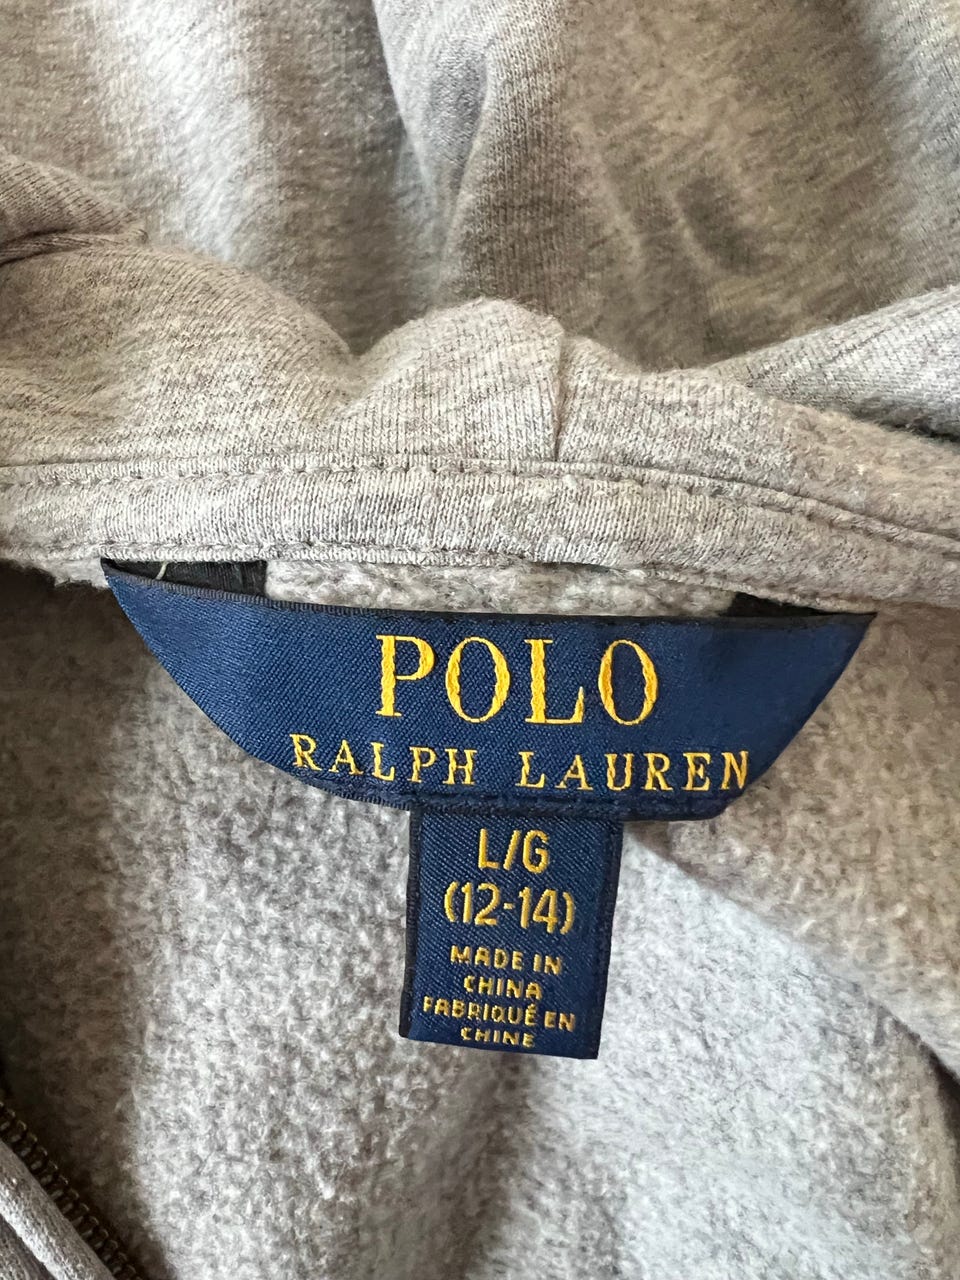 POLO
RALPH LAUREN
L/G
(12-14)
MADE IN
CHINA
FABRIQUÉ EN
CHINE